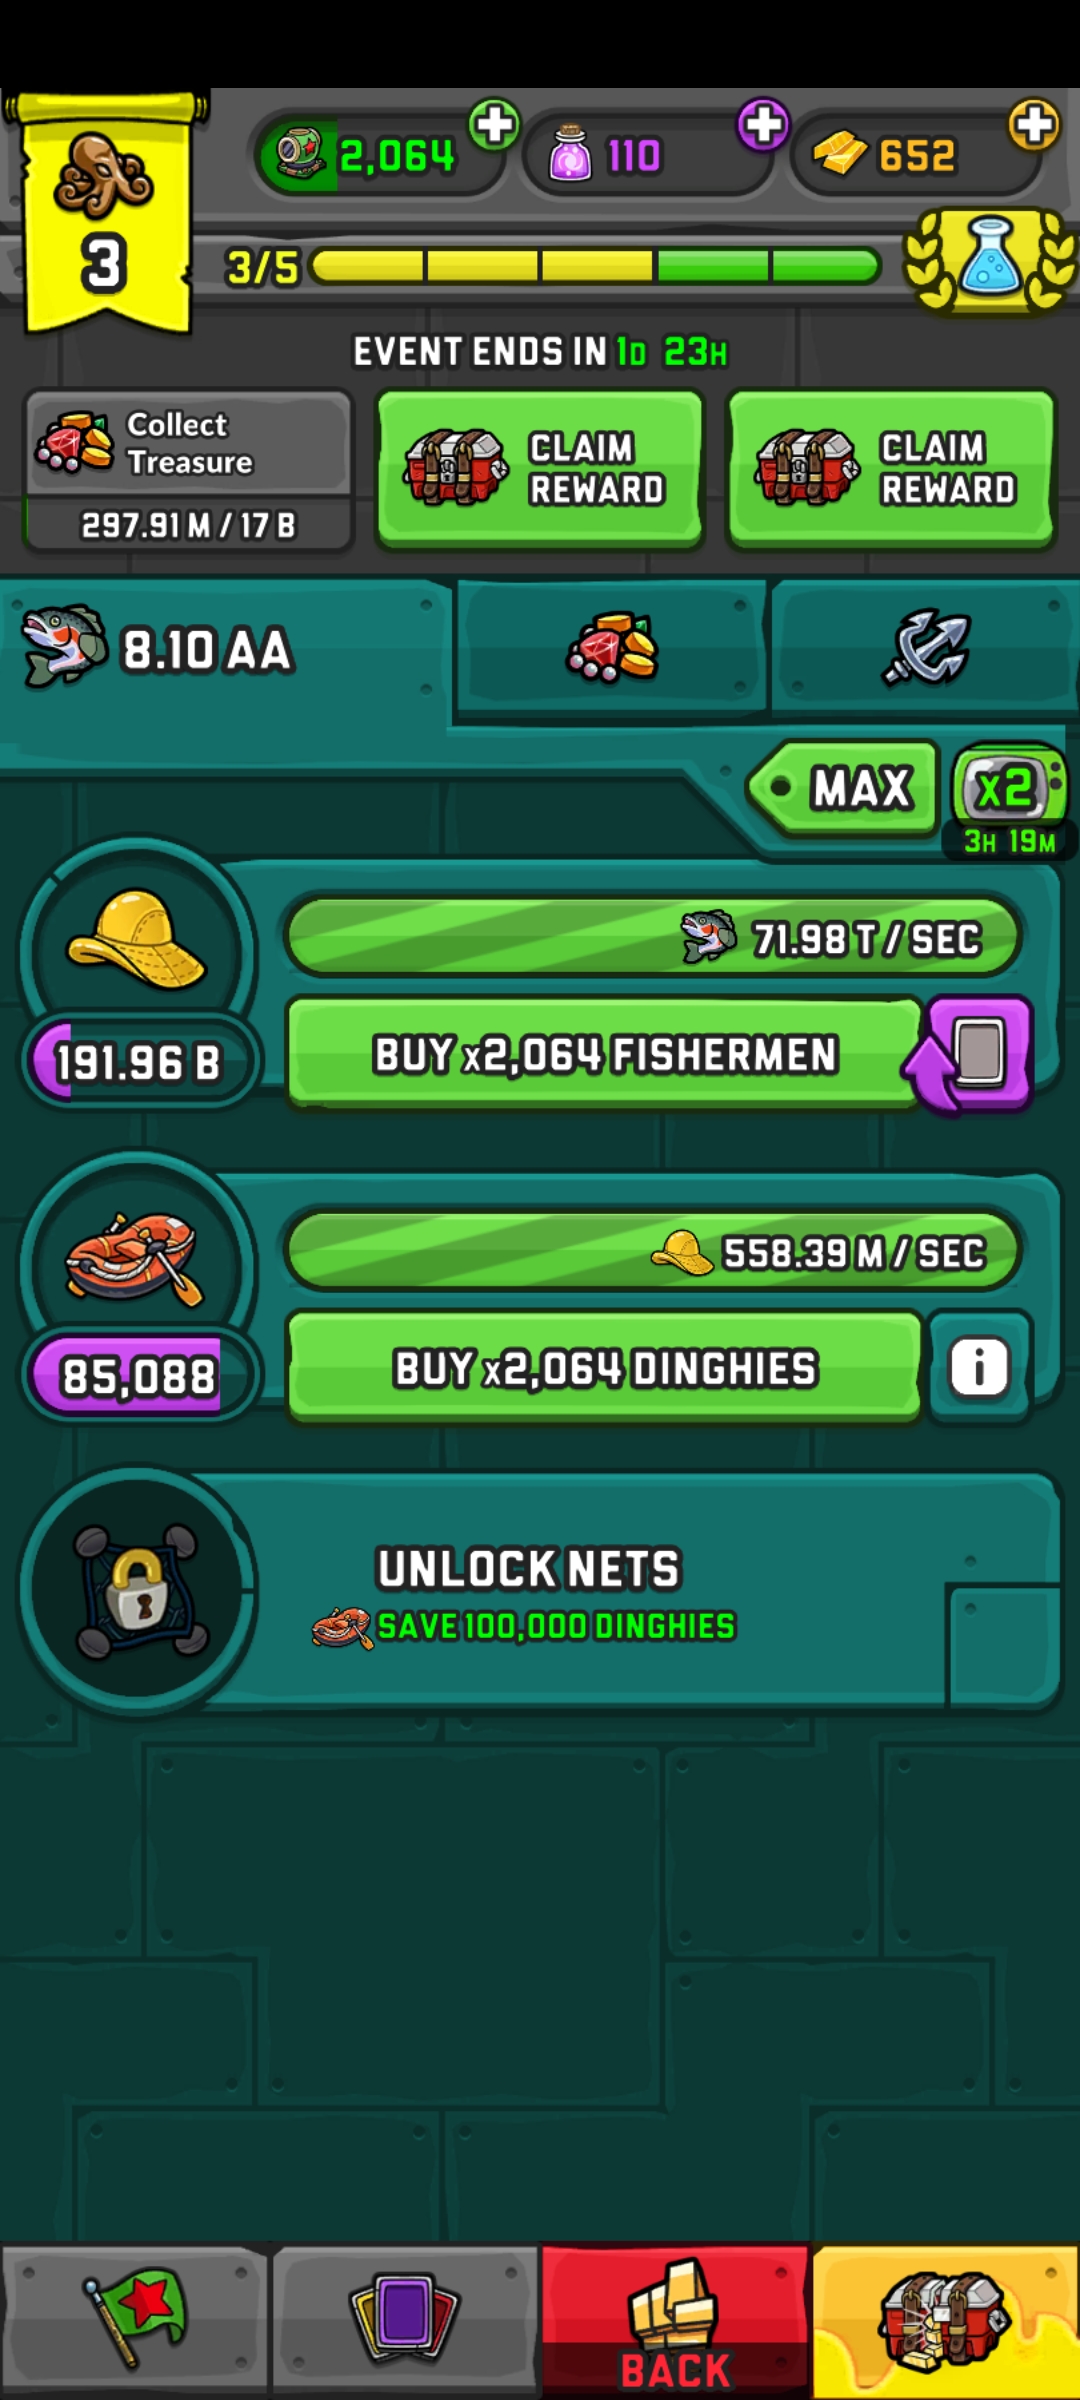 2,064
110
652
3
3/5
EVENT ENDS IN 1D 23H
Collect
Treasure
297.91 M / 17 B
CLAIM
REWARD
CLAIM
REWARD
8.10 AA
MAX
x2
3H 19M
71.98 T / SEC
191.96 B
BUY x2,064 FISHERMEN
558.39 M / SEC
85,088
BUY x2,064 DINGHIES
i
UNLOCK NETS
SAVE 100,000 DINGHIES
BACK